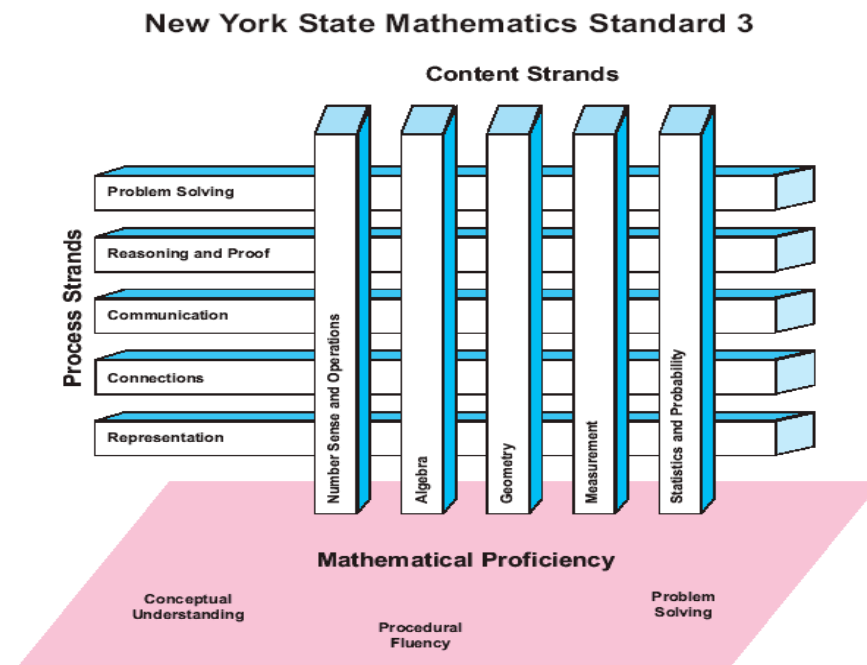 New York State Mathematics Standard 3
Content Strands
Process Strands
Problem Solving
Reasoning and Proof
Communication
Connections
Representation
Number Sense and Operations
Algebra
Geometry
Measurement
Statistics and Probability
Mathematical Proficiency
Conceptual
Understanding
Procedural
Fluency
Problem
Solving